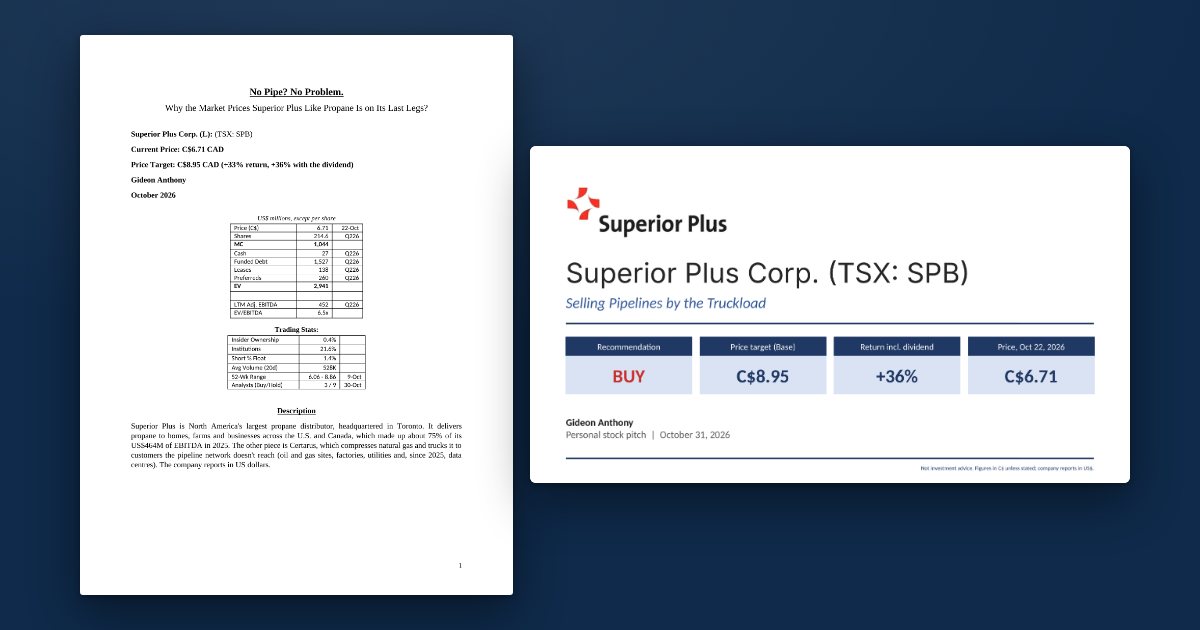 No Pipe? No Problem.
Why the Market Prices Superior Plus Like Propane Is on Its Last Legs?
Superior Plus Corp. (L): (TSX: SPB)
Current Price: C$6.71 CAD
Price Target: C$8.95 CAD (+33% return, +36% with the dividend)
Gideon Anthony
October 2026
US$ millions, except per share
Price (C$) 6.71 22-Oct
Shares 214.6 Q226
MC 1,044
Cash 27 Q226
Funded Debt 1,527 Q226
Leases 138 Q226
Preferreds 260 Q226
EV 2,941
LTM Adj. EBITDA 452 Q226
EV/EBITDA 6.5x
Trading Stats:
Insider Ownership 0.4%
Institutions 21.6%
Short % Float 1.4%
Avg Volume (20d) 528K
52-Wk Range 6.06 - 8.86 9-Oct
Analysts (Buy/Hold) 3 / 9 30-Oct
Description
Superior Plus is North America's largest propane distributor, headquartered in Toronto. It delivers
propane to homes, farms and businesses across the U.S. and Canada, which made up about 75% of its
US$464M of EBITDA in 2025. The other piece is Certarus, which compresses natural gas and trucks it to
customers the pipeline network doesn't reach (oil and gas sites, factories, utilities and, since 2025, data
centres). The company reports in US dollars.
1
Superior Plus
Superior Plus Corp. (TSX: SPB)
Selling Pipelines by the Truckload
Recommendation Price target (Base) Return incl. dividend Price, Oct 22, 2026
BUY C$8.95 +36% C$6.71
Gideon Anthony
Personal stock pitch | October 31, 2026
Not investment advice. Figures in C$ unless stated; company reports in US$.